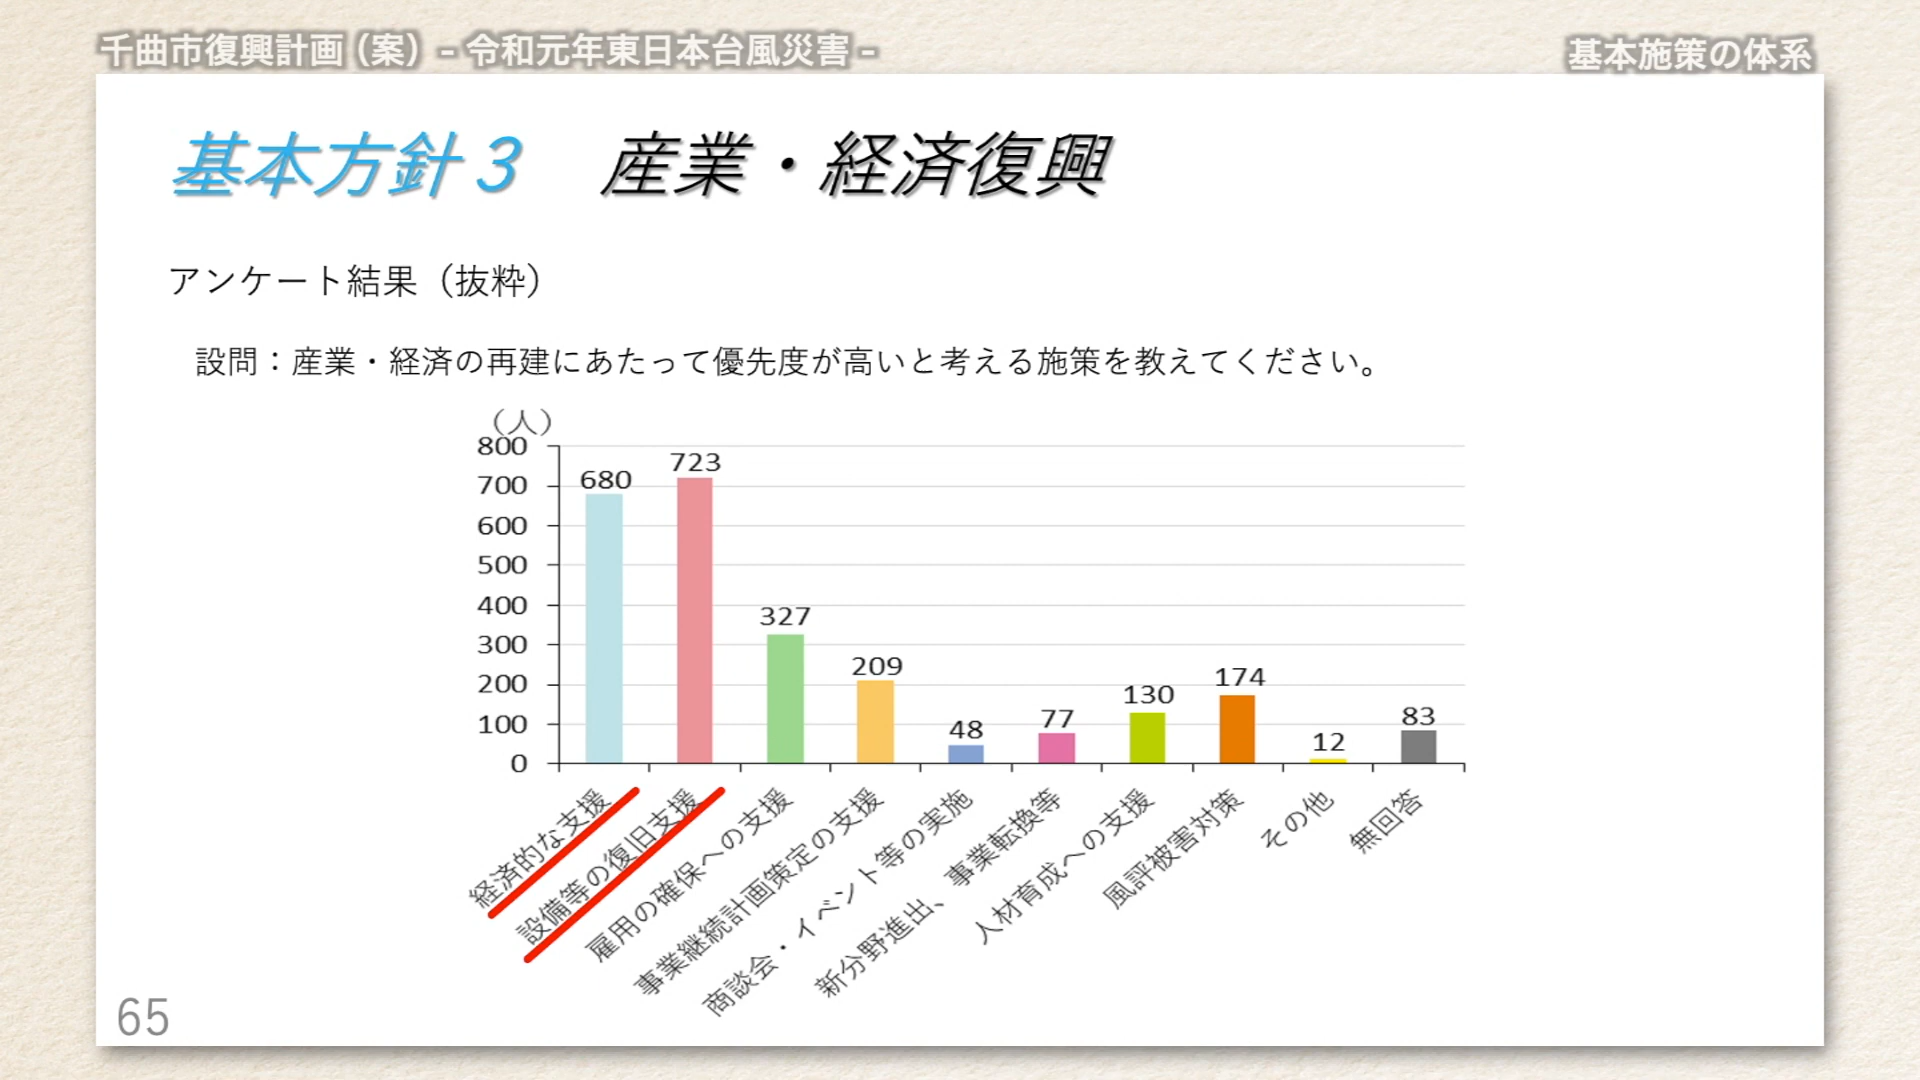 千曲市復興計画（案）- 令和元年東日本台風災害 -
基本施策の体系
基本方針３　産業・経済復興
アンケート結果（抜粋）
設問：産業・経済の再建にあたって優先度が高いと考える施策を教えてください。
（人）
800
700
600
500
400
300
200
100
0
680
723
327
209
48
77
130
174
12
83
経済的な支援
設備等の復旧支援
雇用の確保への支援
事業継続計画策定の支援
商談会・イベント等の実施
新分野進出、事業転換等
人材育成への支援
風評被害対策
その他
無回答
65